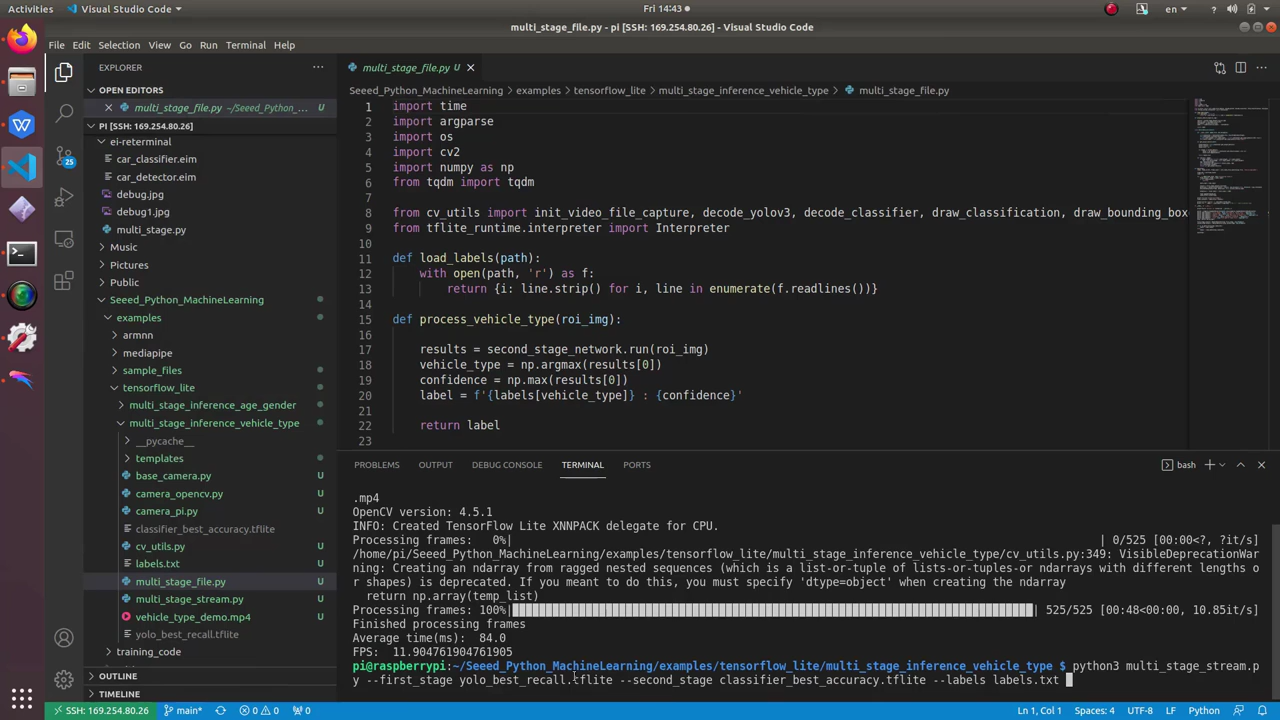 Activities
Visual Studio Code
Fri 14:43
en
multi_stage_file.py - pi [SSH: 169.254.80.26] - Visual Studio Code
File Edit Selection View Go Run Terminal Help
EXPLORER
OPEN EDITORS
multi_stage_file.py ~/Seeed_Python_... U
PI [SSH: 169.254.80.26]
ei-reterminal
car_classifier.eim
car_detector.eim
debug.jpg
debug1.jpg
multi_stage.py
Music
Pictures
Public
Seeed_Python_MachineLearning
examples
armnn
mediapipe
sample_files
tensorflow_lite
multi_stage_inference_age_gender
multi_stage_inference_vehicle_type
__pycache__
templates
base_camera.py U
camera_opencv.py U
camera_pi.py U
classifier_best_accuracy.tflite
cv_utils.py U
labels.txt U
multi_stage_file.py U
multi_stage_stream.py U
vehicle_type_demo.mp4 U
yolo_best_recall.tflite
training_code
OUTLINE
TIMELINE
25
multi_stage_file.py U
Seeed_Python_MachineLearning > examples > tensorflow_lite > multi_stage_inference_vehicle_type > multi_stage_file.py
1 import time
2 import argparse
3 import os
4 import cv2
5 import numpy as np
6 from tqdm import tqdm
7
8 from cv_utils import init_video_file_capture, decode_yolov3, decode_classifier, draw_classification, draw_bounding_box
9 from tflite_runtime.interpreter import Interpreter
10
11 def load_labels(path):
12 with open(path, 'r') as f:
13 return {i: line.strip() for i, line in enumerate(f.readlines())}
14
15 def process_vehicle_type(roi_img):
16
17 results = second_stage_network.run(roi_img)
18 vehicle_type = np.argmax(results[0])
19 confidence = np.max(results[0])
20 label = f'{labels[vehicle_type]} : {confidence}'
21
22 return label
23
PROBLEMS OUTPUT DEBUG CONSOLE TERMINAL PORTS
bash
.mp4
OpenCV version: 4.5.1
INFO: Created TensorFlow Lite XNNPACK delegate for CPU.
Processing frames: 0%| | 0/525 [00:00<?, ?it/s]
/home/pi/Seeed_Python_MachineLearning/examples/tensorflow_lite/multi_stage_inference_vehicle_type/cv_utils.py:349: VisibleDeprecationWar
ning: Creating an ndarray from ragged nested sequences (which is a list-or-tuple of lists-or-tuples-or ndarrays with different lengths o
r shapes) is deprecated. If you meant to do this, you must specify 'dtype=object' when creating the ndarray
return np.array(temp_list)
Processing frames: 100%| | 525/525 [00:48<00:00, 10.85it/s]
Finished processing frames
Average time(ms): 84.0
FPS: 11.904761904761905
pi@raspberrypi:~/Seeed_Python_MachineLearning/examples/tensorflow_lite/multi_stage_inference_vehicle_type $ python3 multi_stage_stream.p
y --first_stage yolo_best_recall.tflite --second_stage classifier_best_accuracy.tflite --labels labels.txt
SSH: 169.254.80.26 main* 0 0 0
Ln 1, Col 1 Spaces: 4 UTF-8 LF Python